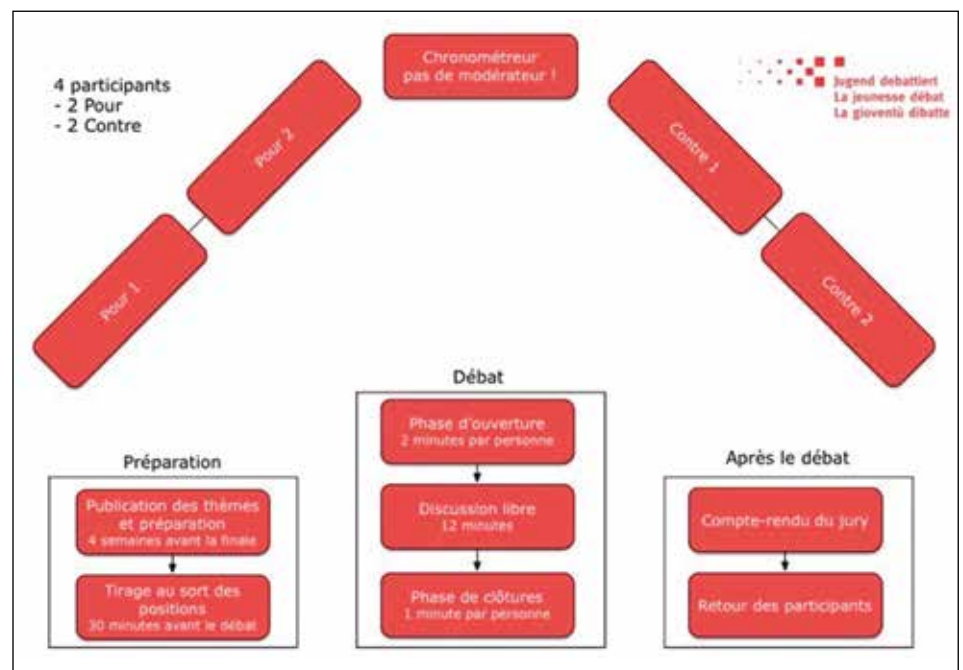 4 participants
- 2 Pour
- 2 Contre
Chronométreur
pas de modérateur !
Jugend debattiert
La jeunesse débat
La gioventù dibatte
Pour 1
Pour 2
Contre 1
Contre 2
Préparation
Publication des thèmes
et préparation
4 semaines avant la finale
Tirage au sort des
positions
30 minutes avant le débat
Débat
Phase d'ouverture
2 minutes par personne
Discussion libre
12 minutes
Phase de clôtures
1 minute par personne
Après le débat
Compte-rendu du jury
Retour des participants